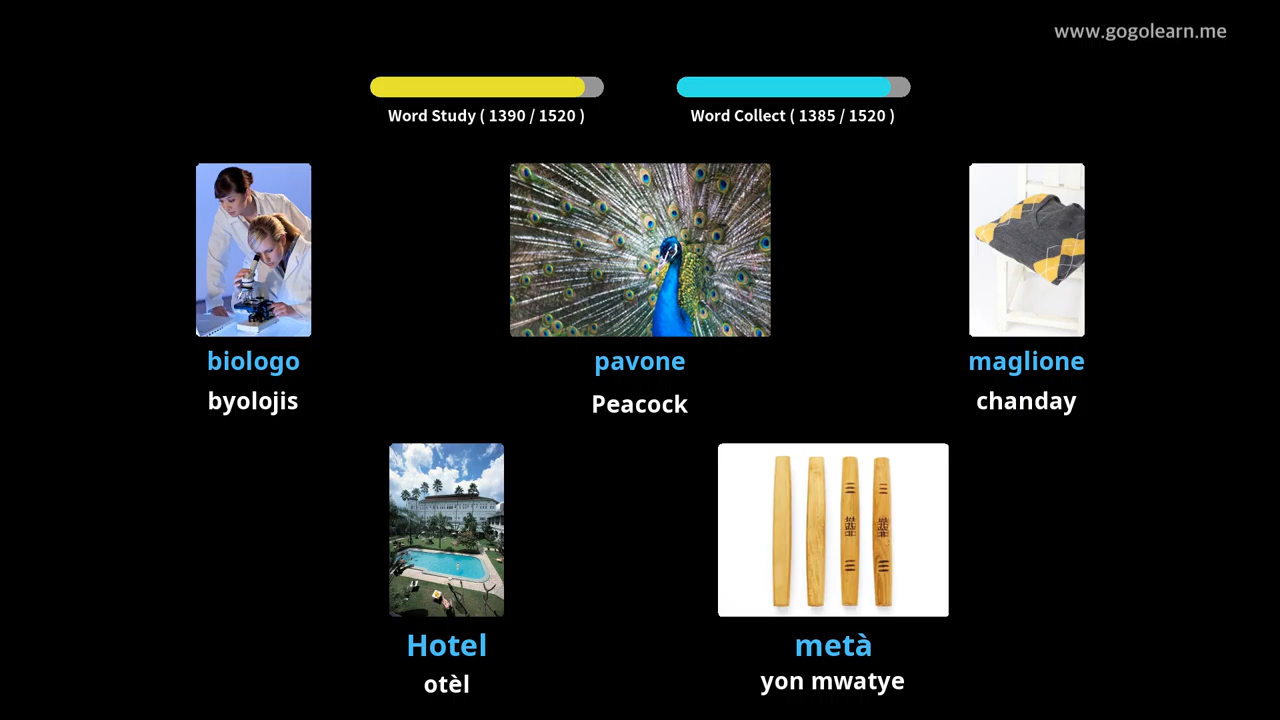 www.gogolearn.me
Word Study ( 1390 / 1520 )
Word Collect ( 1385 / 1520 )
biologo
byolojis
pavone
Peacock
maglione
chanday
Hotel
otèl
metà
yon mwatye